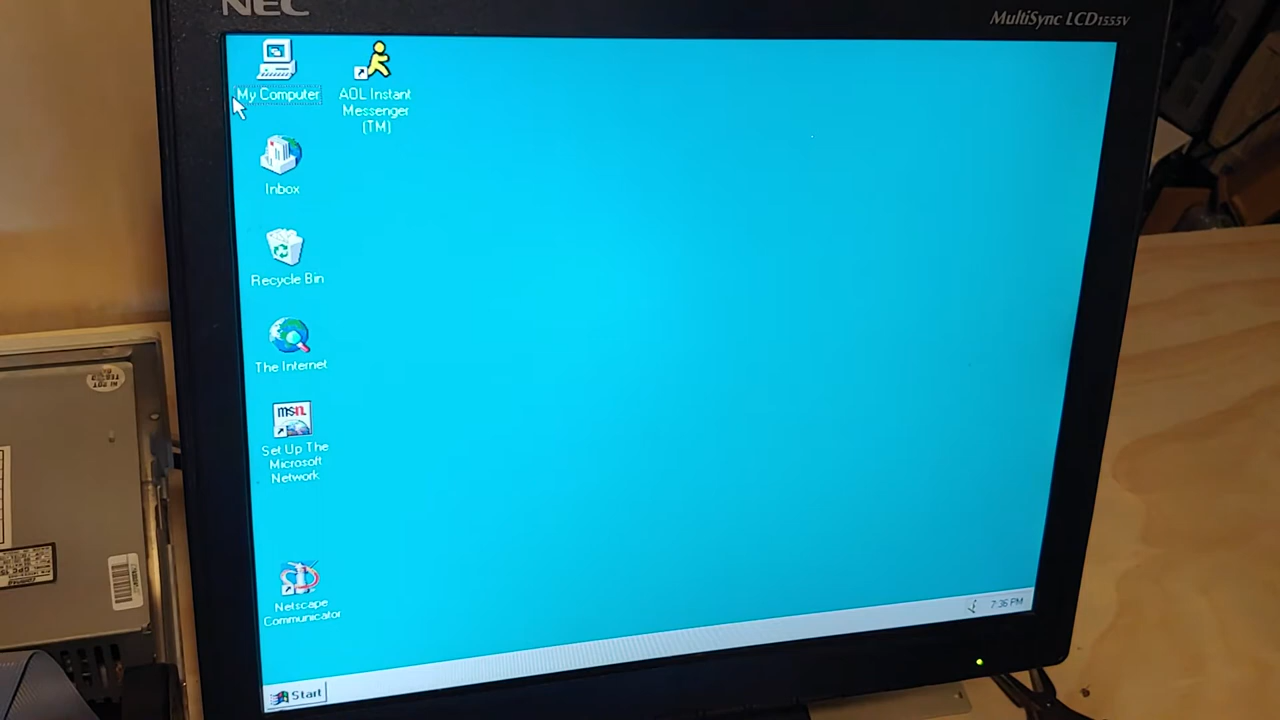 NEC
MultiSync LCD1555V
My Computer
AOL Instant
Messenger
(TM)
Inbox
Recycle Bin
The Internet
msn
Set Up The
Microsoft
Network
Netscape
Communicator
Start
7:36 PM